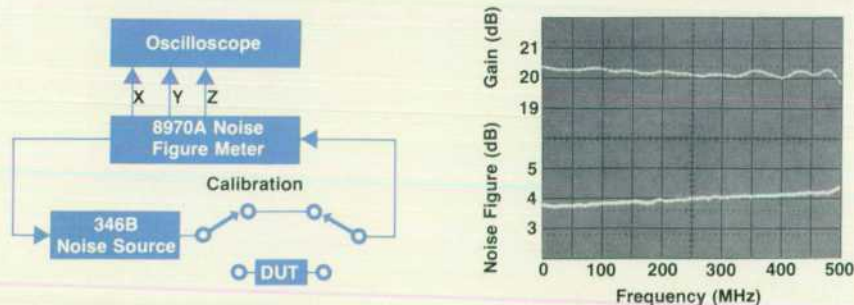 Oscilloscope
X Y Z
8970A Noise
Figure Meter
Calibration
346B
Noise Source
DUT
Gain (dB)
21
20
19
Noise Figure (dB)
5
4
3
0 100 200 300 400 500
Frequency (MHz)